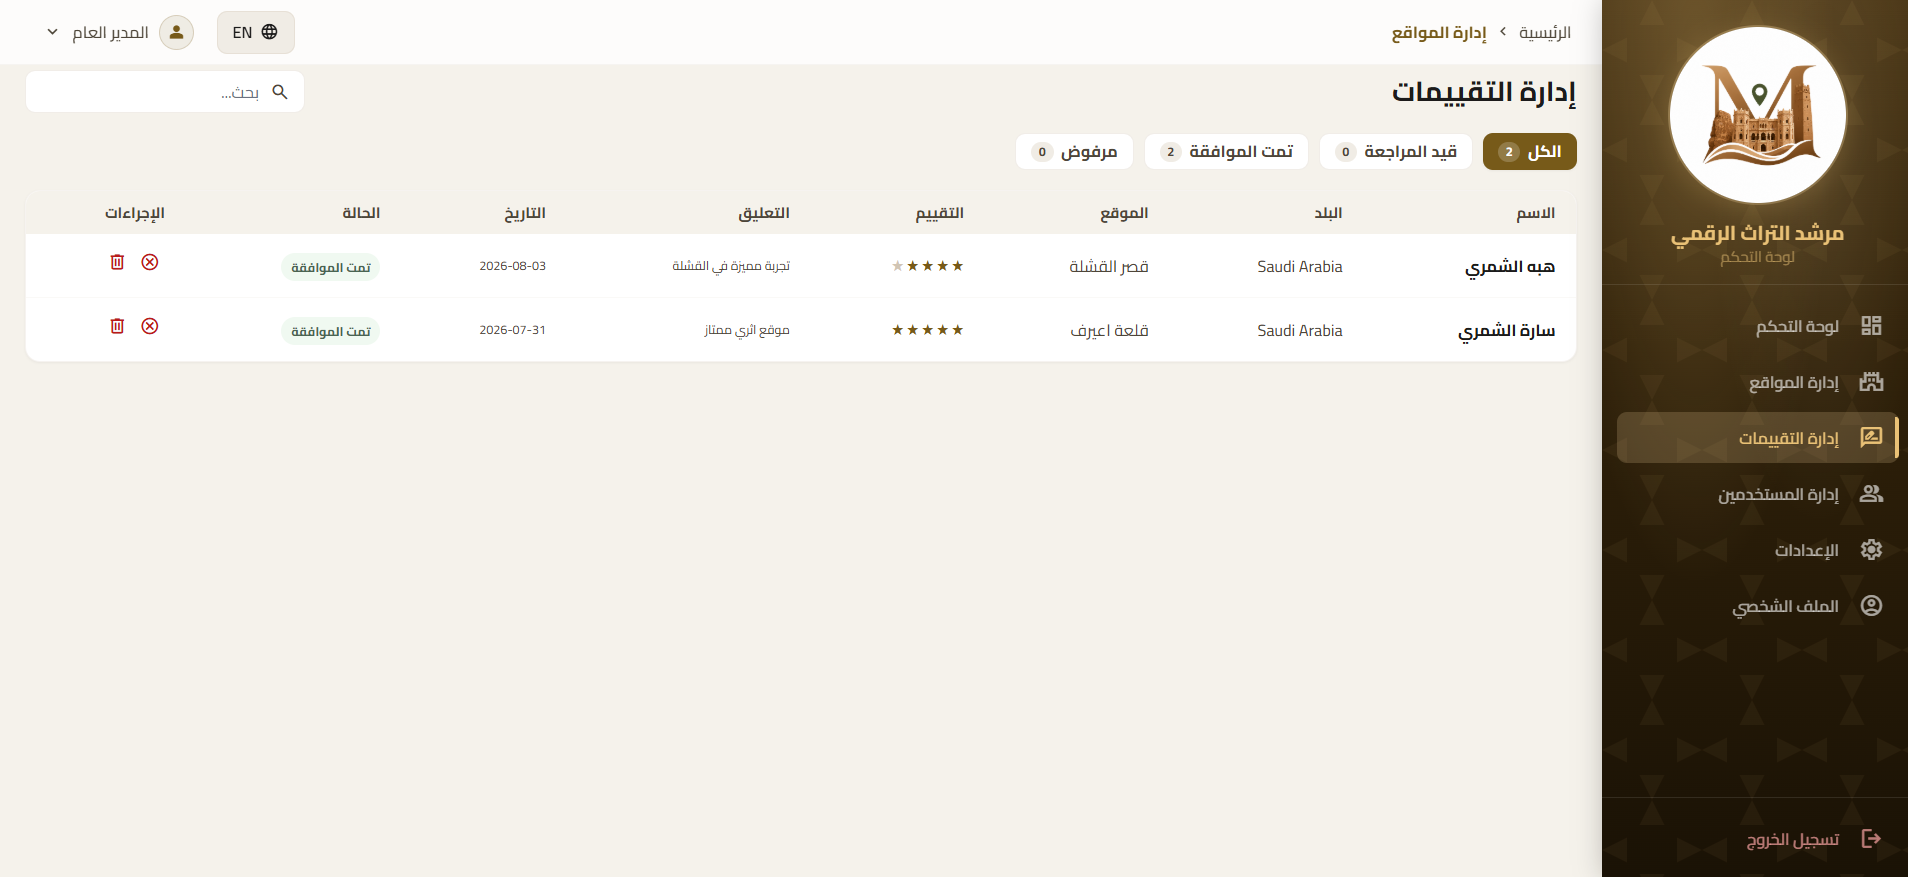 الرئيسية
إدارة المواقع
EN
المدير العام
إدارة التقييمات
بحث...
الكل 2
قيد المراجعة 0
تمت الموافقة 2
مرفوض 0
الاسم البلد الموقع التقييم التعليق التاريخ الحالة الإجراءات
هبه الشمري Saudi Arabia قصر القشلة ★★★★★ تجربة مميزة في القشلة 2026-08-03 تمت الموافقة
سارة الشمري Saudi Arabia قلعة اعيرف ★★★★★ موقع اثري ممتاز 2026-07-31 تمت الموافقة
مرشد التراث الرقمي
لوحة التحكم
لوحة التحكم
إدارة المواقع
إدارة التقييمات
إدارة المستخدمين
الإعدادات
الملف الشخصي
تسجيل الخروج